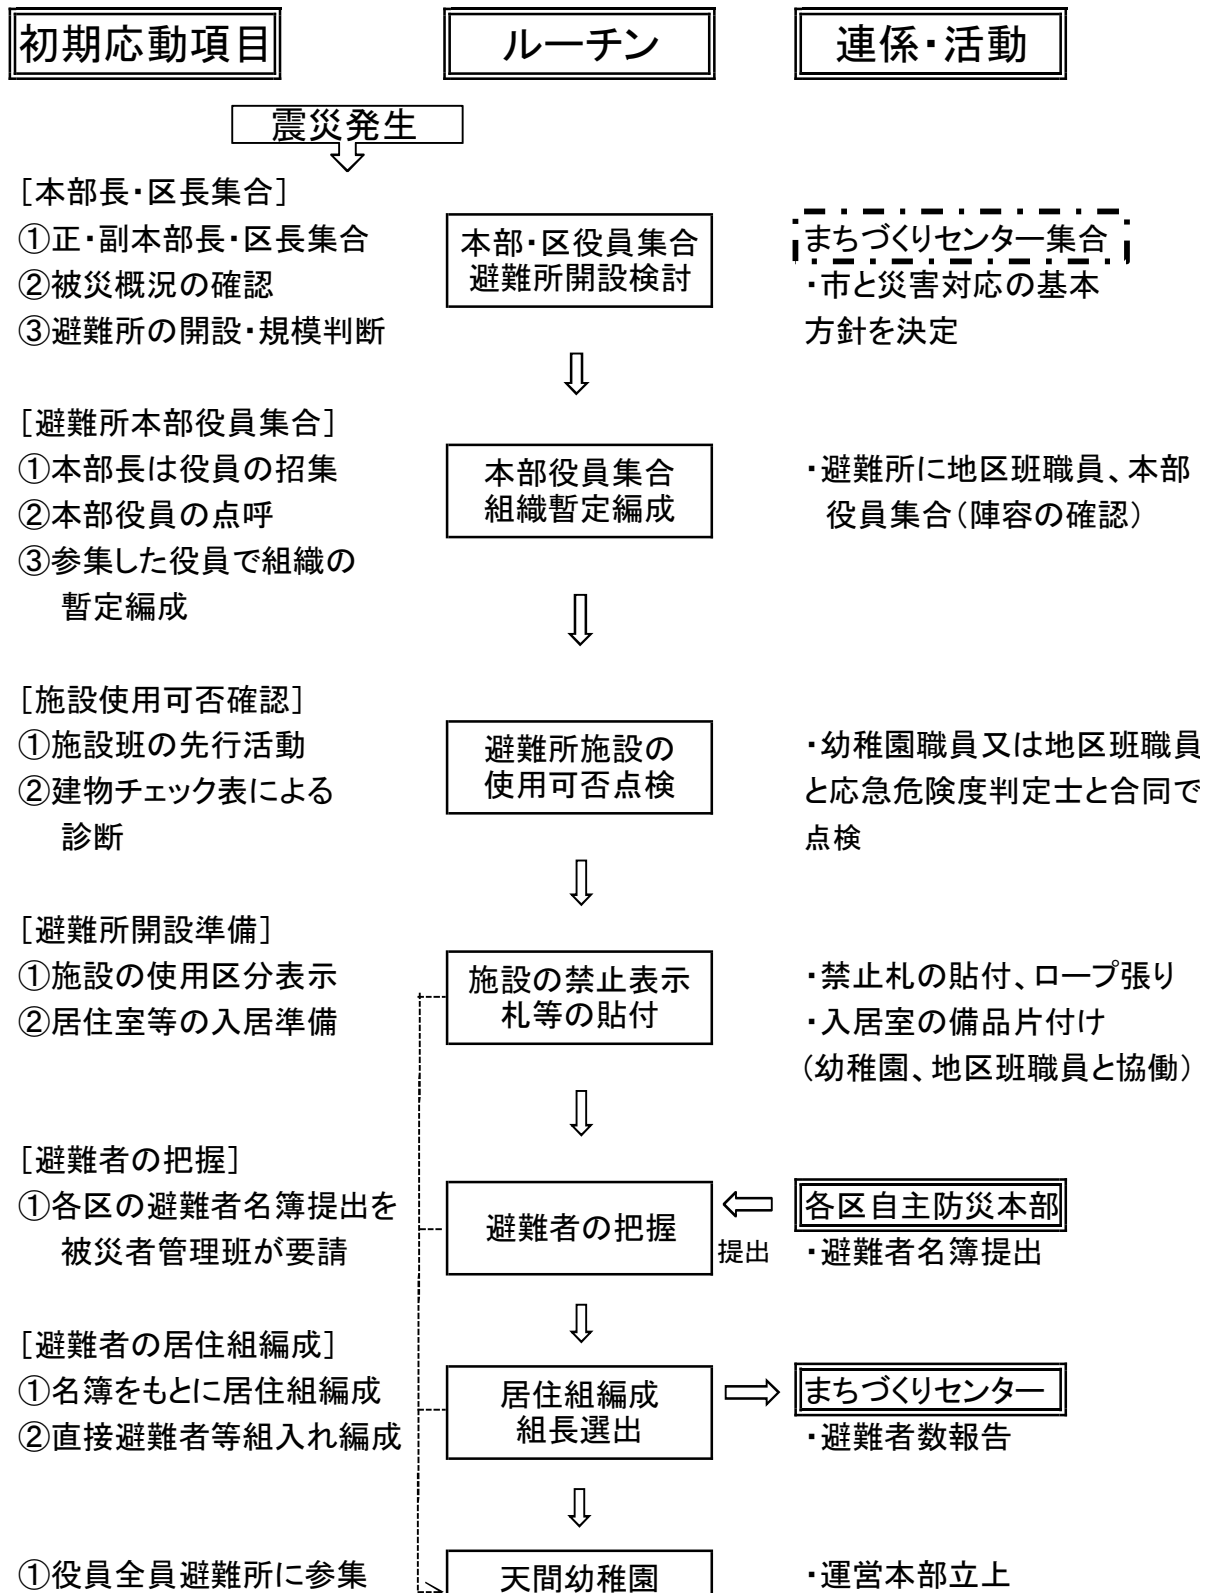 初期応動項目
ルーチン
連係・活動
震災発生
［本部長・区長集合］
①正・副本部長・区長集合
②被災概況の確認
③避難所の開設・規模判断
本部・区役員集合
避難所開設検討
まちづくりセンター集合
・市と災害対応の基本
方針を決定
［避難所本部役員集合］
①本部長は役員の招集
②本部役員の点呼
③参集した役員で組織の
暫定編成
本部役員集合
組織暫定編成
・避難所に地区班職員、本部
役員集合（陣容の確認）
［施設使用可否確認］
①施設班の先行活動
②建物チェック表による
診断
避難所施設の
使用可否点検
・幼稚園職員又は地区班職員
と応急危険度判定士と合同で
点検
［避難所開設準備］
①施設の使用区分表示
②居住室等の入居準備
施設の禁止表示
札等の貼付
・禁止札の貼付、ロープ張り
・入居室の備品片付け
（幼稚園、地区班職員と協働）
［避難者の把握］
①各区の避難者名簿提出を
被災者管理班が要請
避難者の把握
提出
各区自主防災本部
・避難者名簿提出
［避難者の居住組編成］
①名簿をもとに居住組編成
②直接避難者等組入れ編成
居住組編成
組長選出
まちづくりセンター
・避難者数報告
①役員全員避難所に参集
天間幼稚園
・運営本部立上